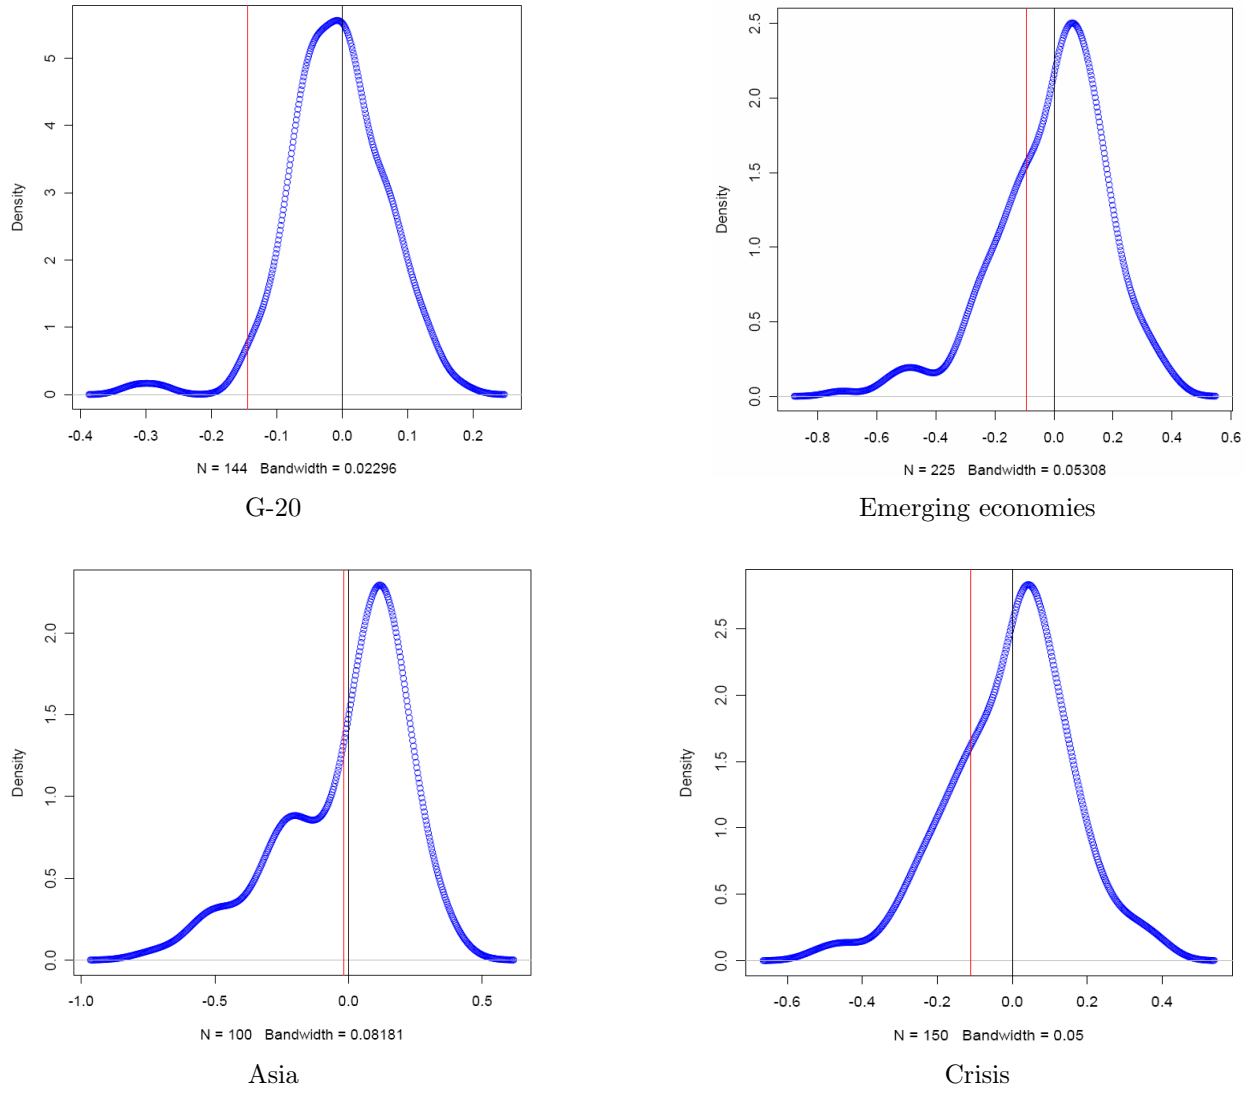 Density
5
4
3
2
1
0
-0.4 -0.3 -0.2 -0.1 0.0 0.1 0.2
N = 144 Bandwidth = 0.02296
G-20
Density
2.5
2.0
1.5
1.0
0.5
0.0
-0.8 -0.6 -0.4 -0.2 0.0 0.2 0.4 0.6
N = 225 Bandwidth = 0.05308
Emerging economies
Density
2.0
1.5
1.0
0.5
0.0
-1.0 -0.5 0.0 0.5
N = 100 Bandwidth = 0.08181
Asia
Density
2.5
2.0
1.5
1.0
0.5
0.0
-0.6 -0.4 -0.2 0.0 0.2 0.4
N = 150 Bandwidth = 0.05
Crisis